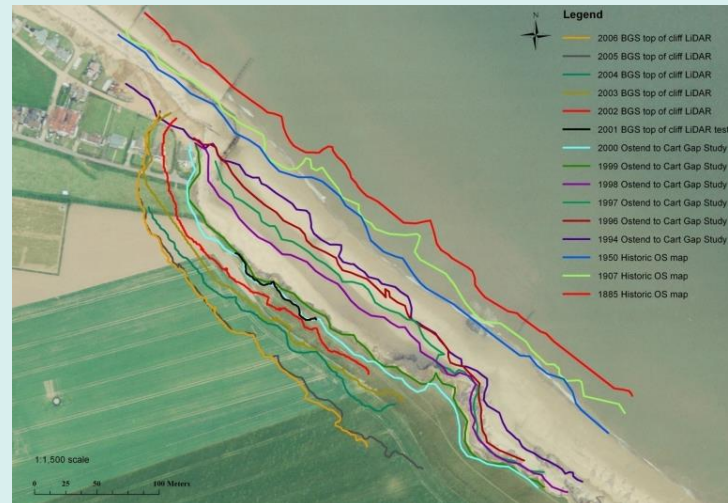 N
Legend
2006 BGS top of cliff LiDAR
2005 BGS top of cliff LiDAR
2004 BGS top of cliff LiDAR
2003 BGS top of cliff LiDAR
2002 BGS top of cliff LiDAR
2001 BGS top of cliff LiDAR test
2000 Ostend to Cart Gap Study
1999 Ostend to Cart Gap Study
1998 Ostend to Cart Gap Study
1997 Ostend to Cart Gap Study
1996 Ostend to Cart Gap Study
1994 Ostend to Cart Gap Study
1950 Historic OS map
1907 Historic OS map
1885 Historic OS map
1:1,500 scale
0 25 50 100 Meters